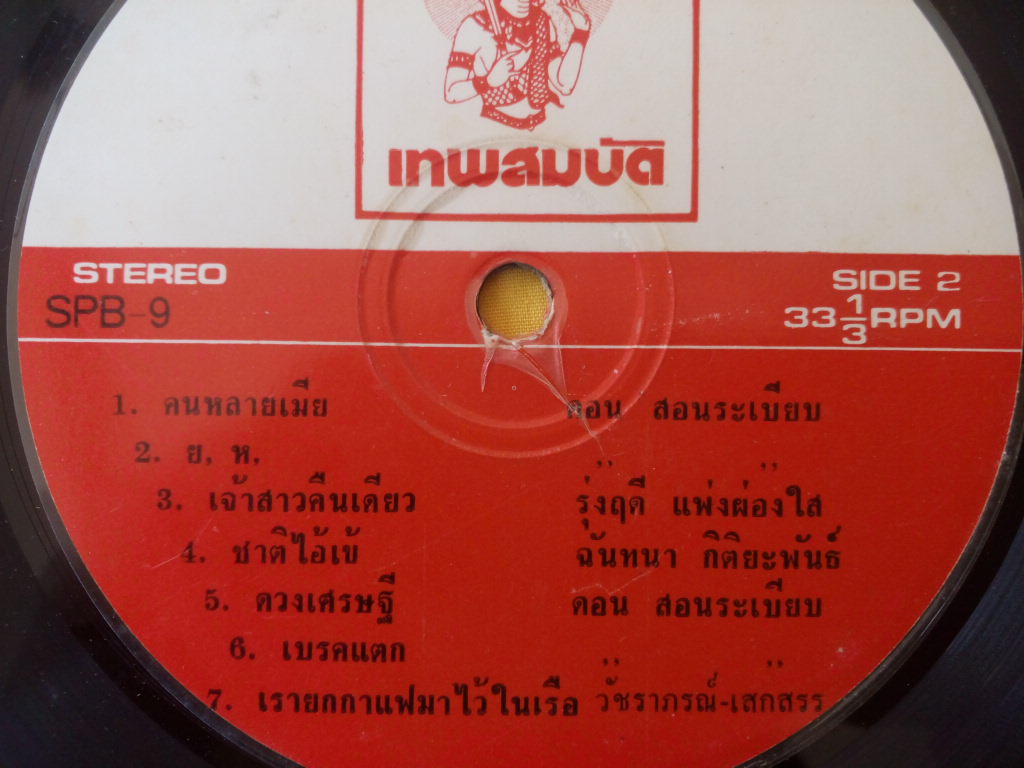 เทพสมบัติ
STEREO
SIDE 2
SPB-9
33 1/3 RPM
1. คนหลายเมีย ดอน สอนระเบียบ
2. ย, ห, ,, ,,
3. เจ้าสาวคืนเดียว รุ่งฤดี แพ่งผ่องใส
4. ชาติไอ้เข้ ฉันทนา กิติยะพันธ์
5. ดวงเศรษฐี ดอน สอนระเบียบ
6. เบรคแตก ,, ,,
7. เรายกกาแฟมาไว้ในเรือ วัชราภรณ์-เสกสรร